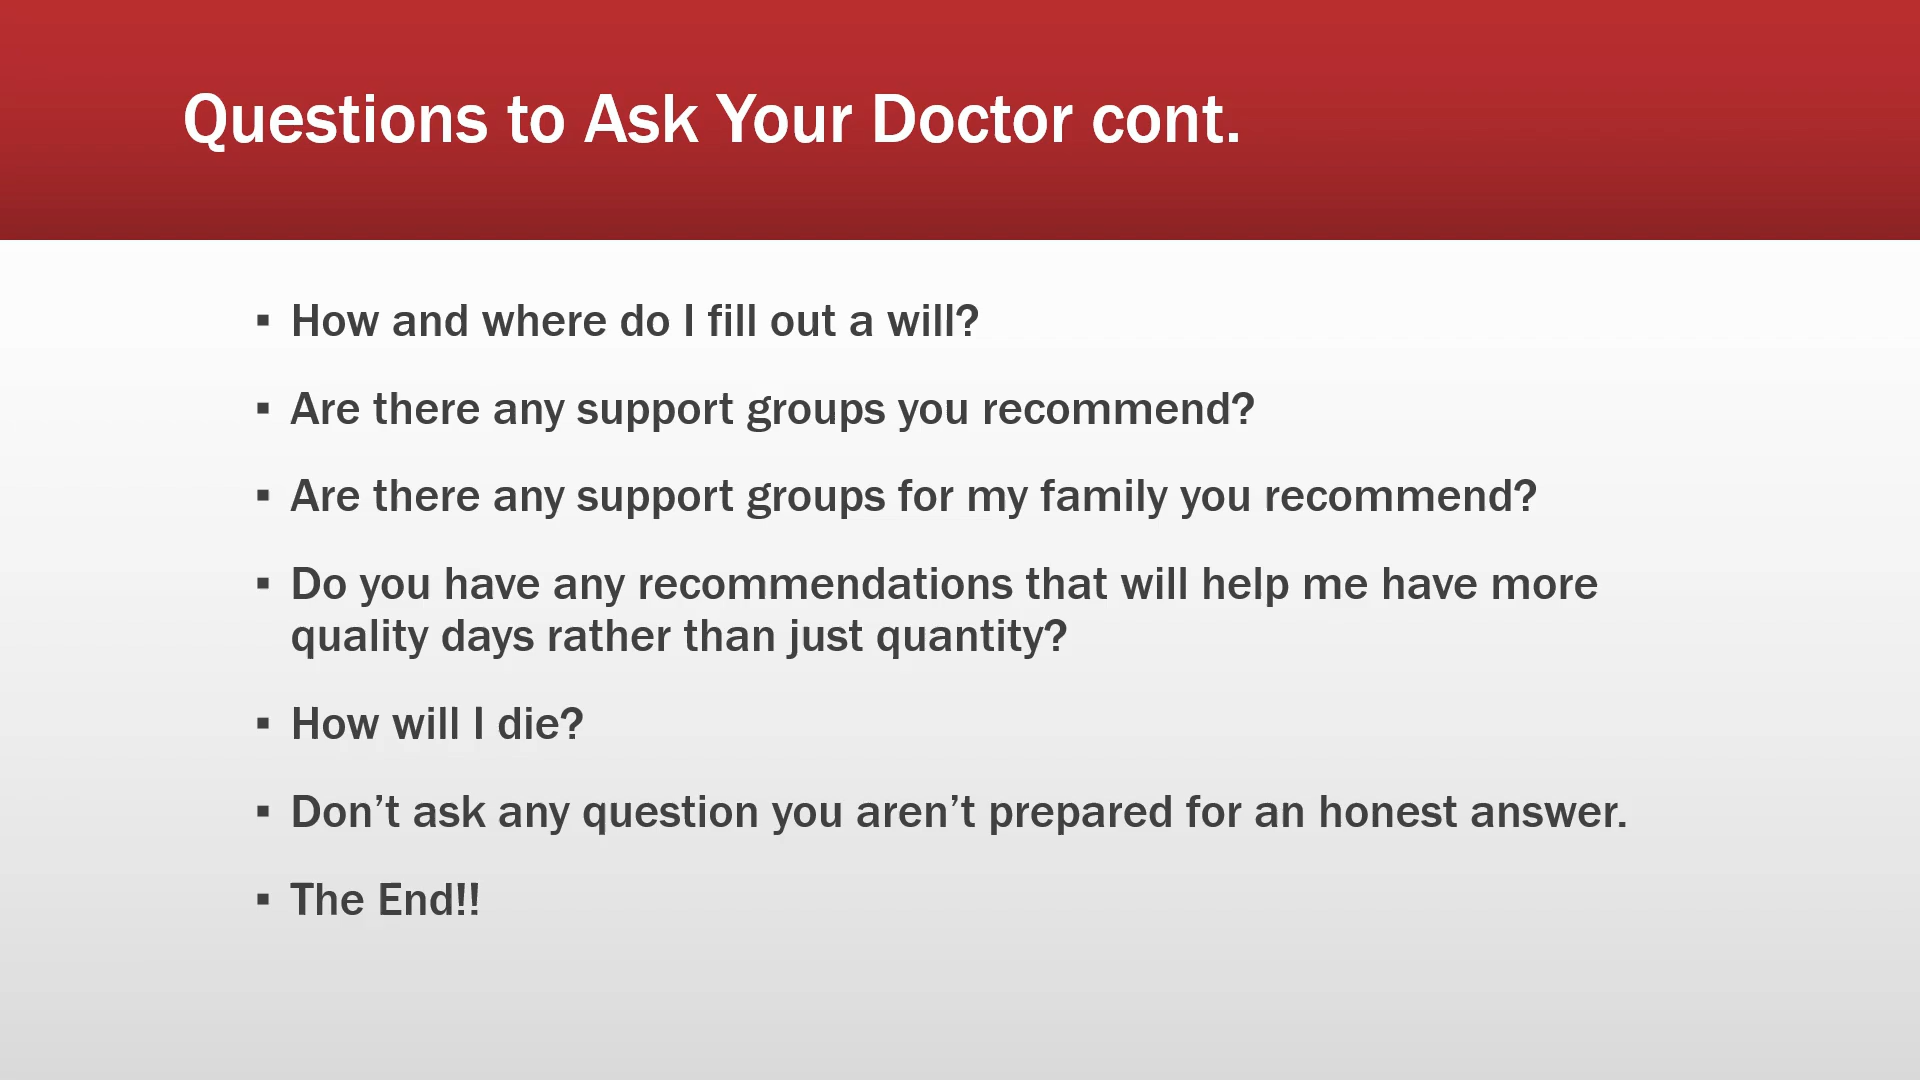 Questions to Ask Your Doctor cont.
▪ How and where do I fill out a will?
▪ Are there any support groups you recommend?
▪ Are there any support groups for my family you recommend?
▪ Do you have any recommendations that will help me have more
quality days rather than just quantity?
▪ How will I die?
▪ Don’t ask any question you aren’t prepared for an honest answer.
▪ The End!!